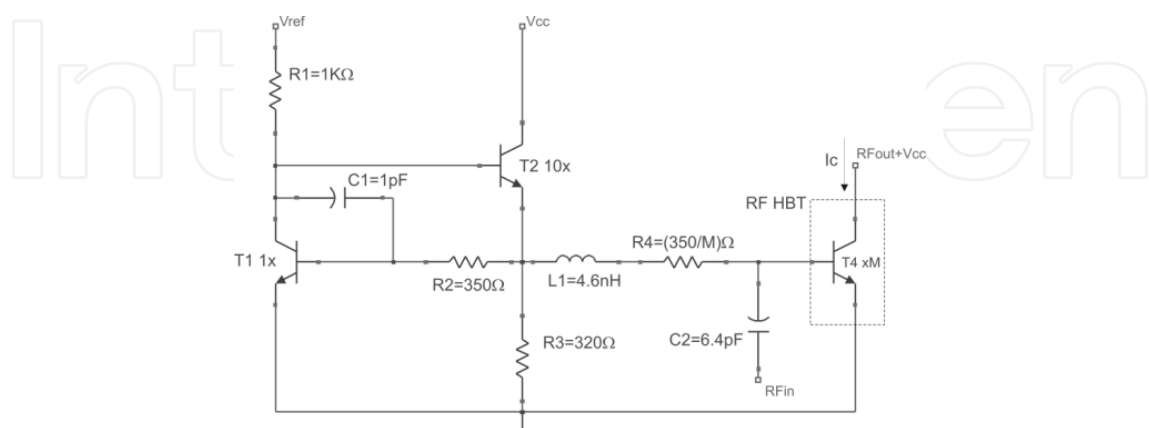 Vref
Vcc
R1=1KΩ
T2 10x
C1=1pF
Ic
RFout+Vcc
RF HBT
R4=(350/M)Ω
T1 1x
T4 xM
R2=350Ω
L1=4.6nH
R3=320Ω
C2=6.4pF
RFin